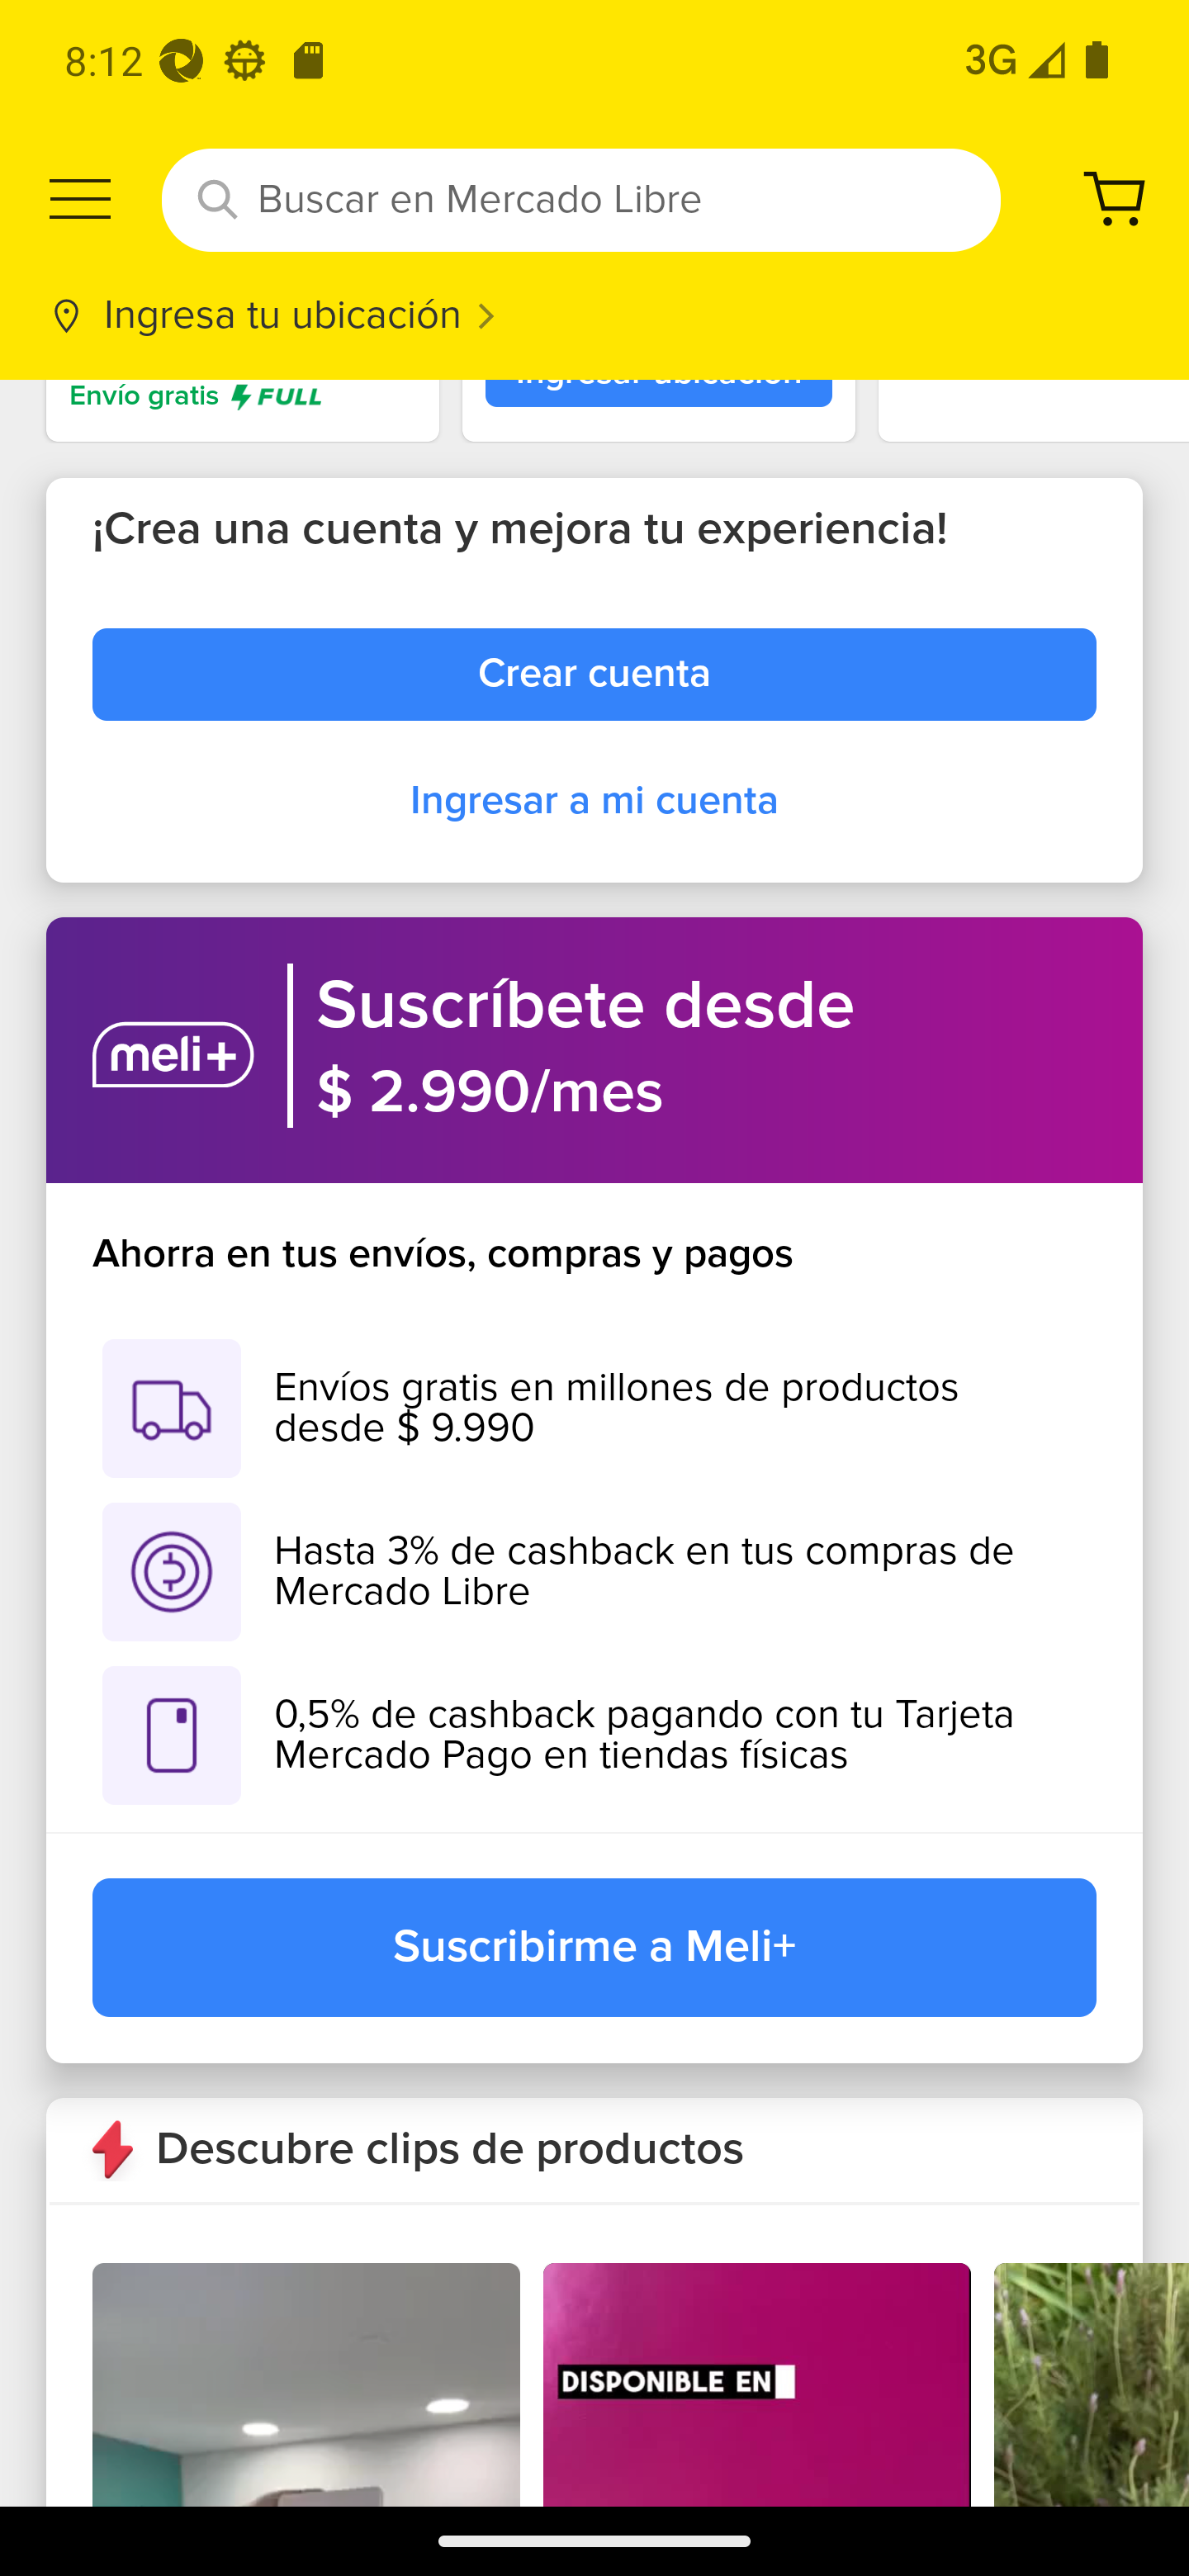 8:12
3G
Buscar en Mercado Libre
Ingresa tu ubicación
Envío gratis FULL
Ingresar ubicación
¡Crea una cuenta y mejora tu experiencia!
Crear cuenta
Ingresar a mi cuenta
meli+
Suscríbete desde
$ 2.990/mes
Ahorra en tus envíos, compras y pagos
Envíos gratis en millones de productos
desde $ 9.990
Hasta 3% de cashback en tus compras de
Mercado Libre
0,5% de cashback pagando con tu Tarjeta
Mercado Pago en tiendas físicas
Suscribirme a Meli+
Descubre clips de productos
DISPONIBLE EN